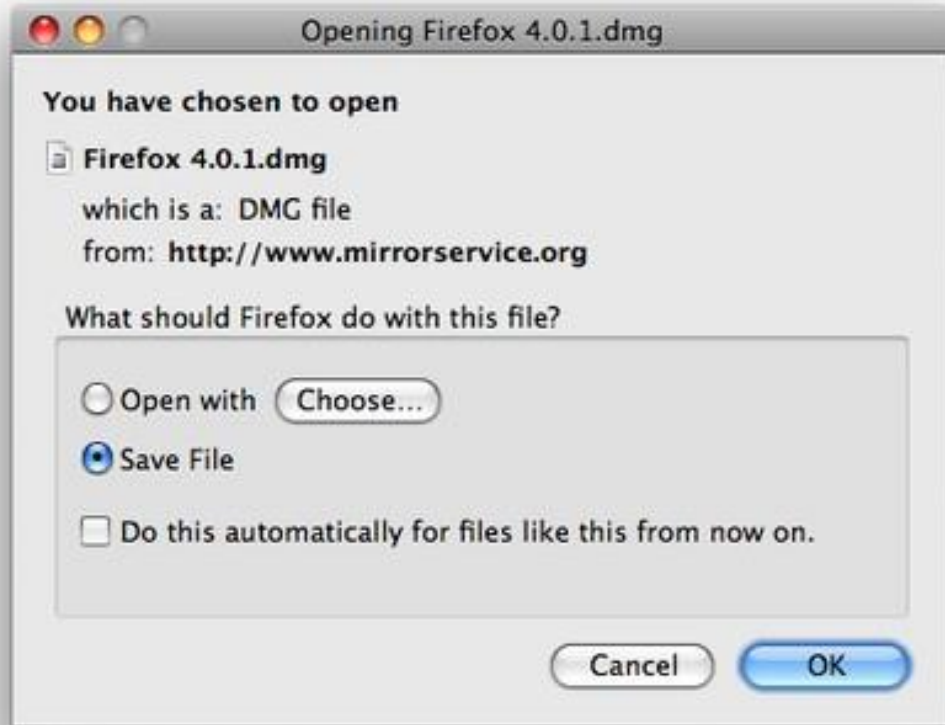 Opening Firefox 4.0.1.dmg
You have chosen to open
Firefox 4.0.1.dmg
which is a: DMG file
from: http://www.mirrorservice.org
What should Firefox do with this file?
Open with Choose...
Save File
Do this automatically for files like this from now on.
Cancel OK